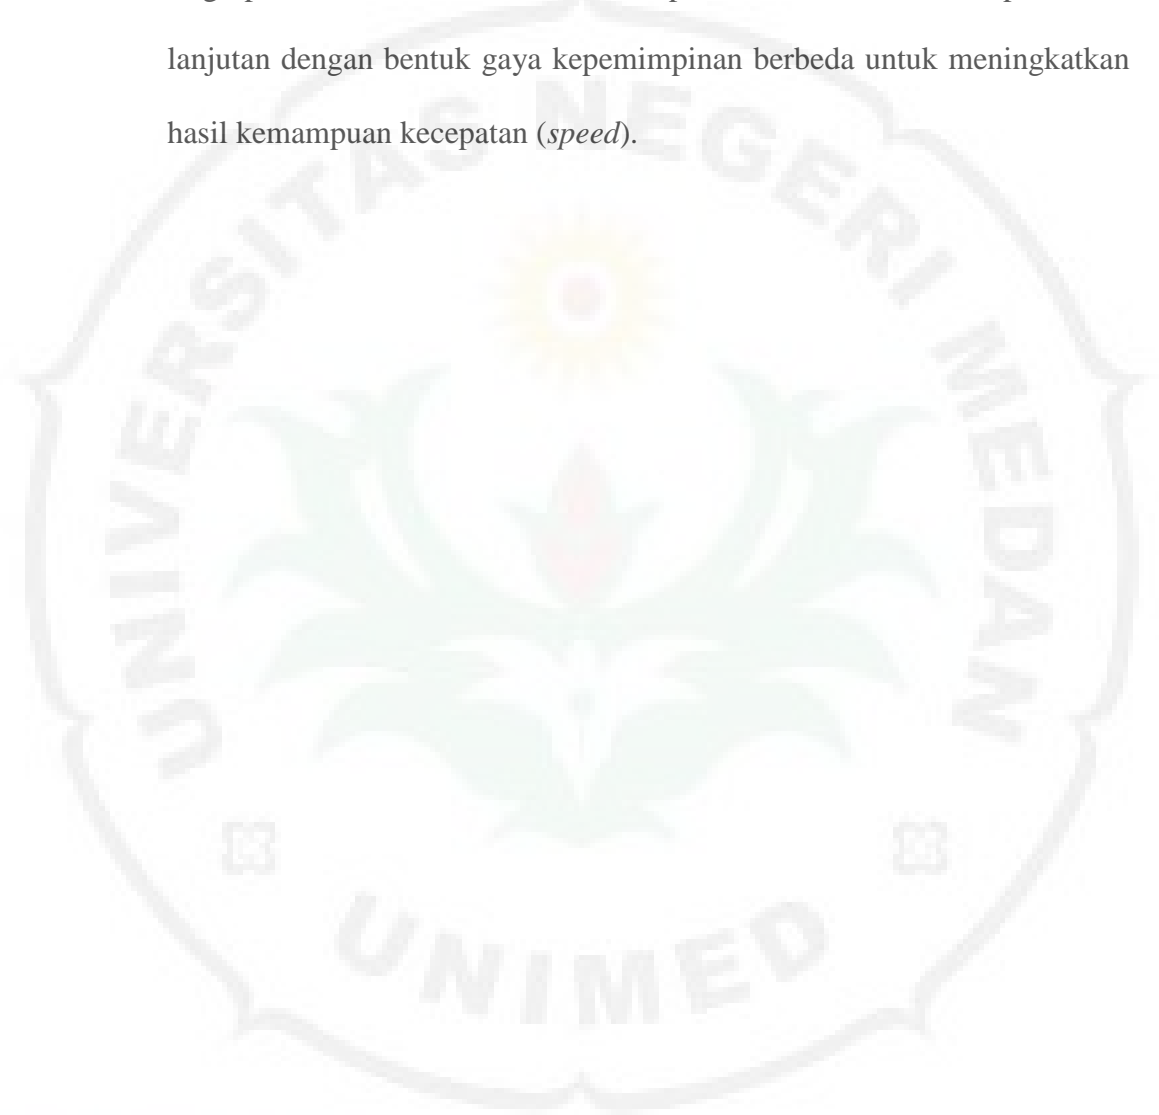 lanjutan dengan bentuk gaya kepemimpinan berbeda untuk meningkatkan
hasil kemampuan kecepatan (speed).
UNIVERSITAS NEGERI MEDAN
UNIMED